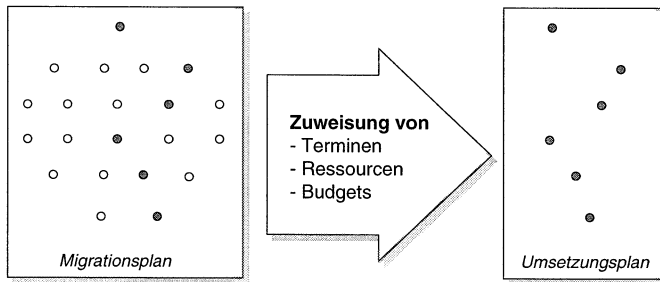 Zuweisung von
- Terminen
- Ressourcen
- Budgets
Migrationsplan
Umsetzungsplan